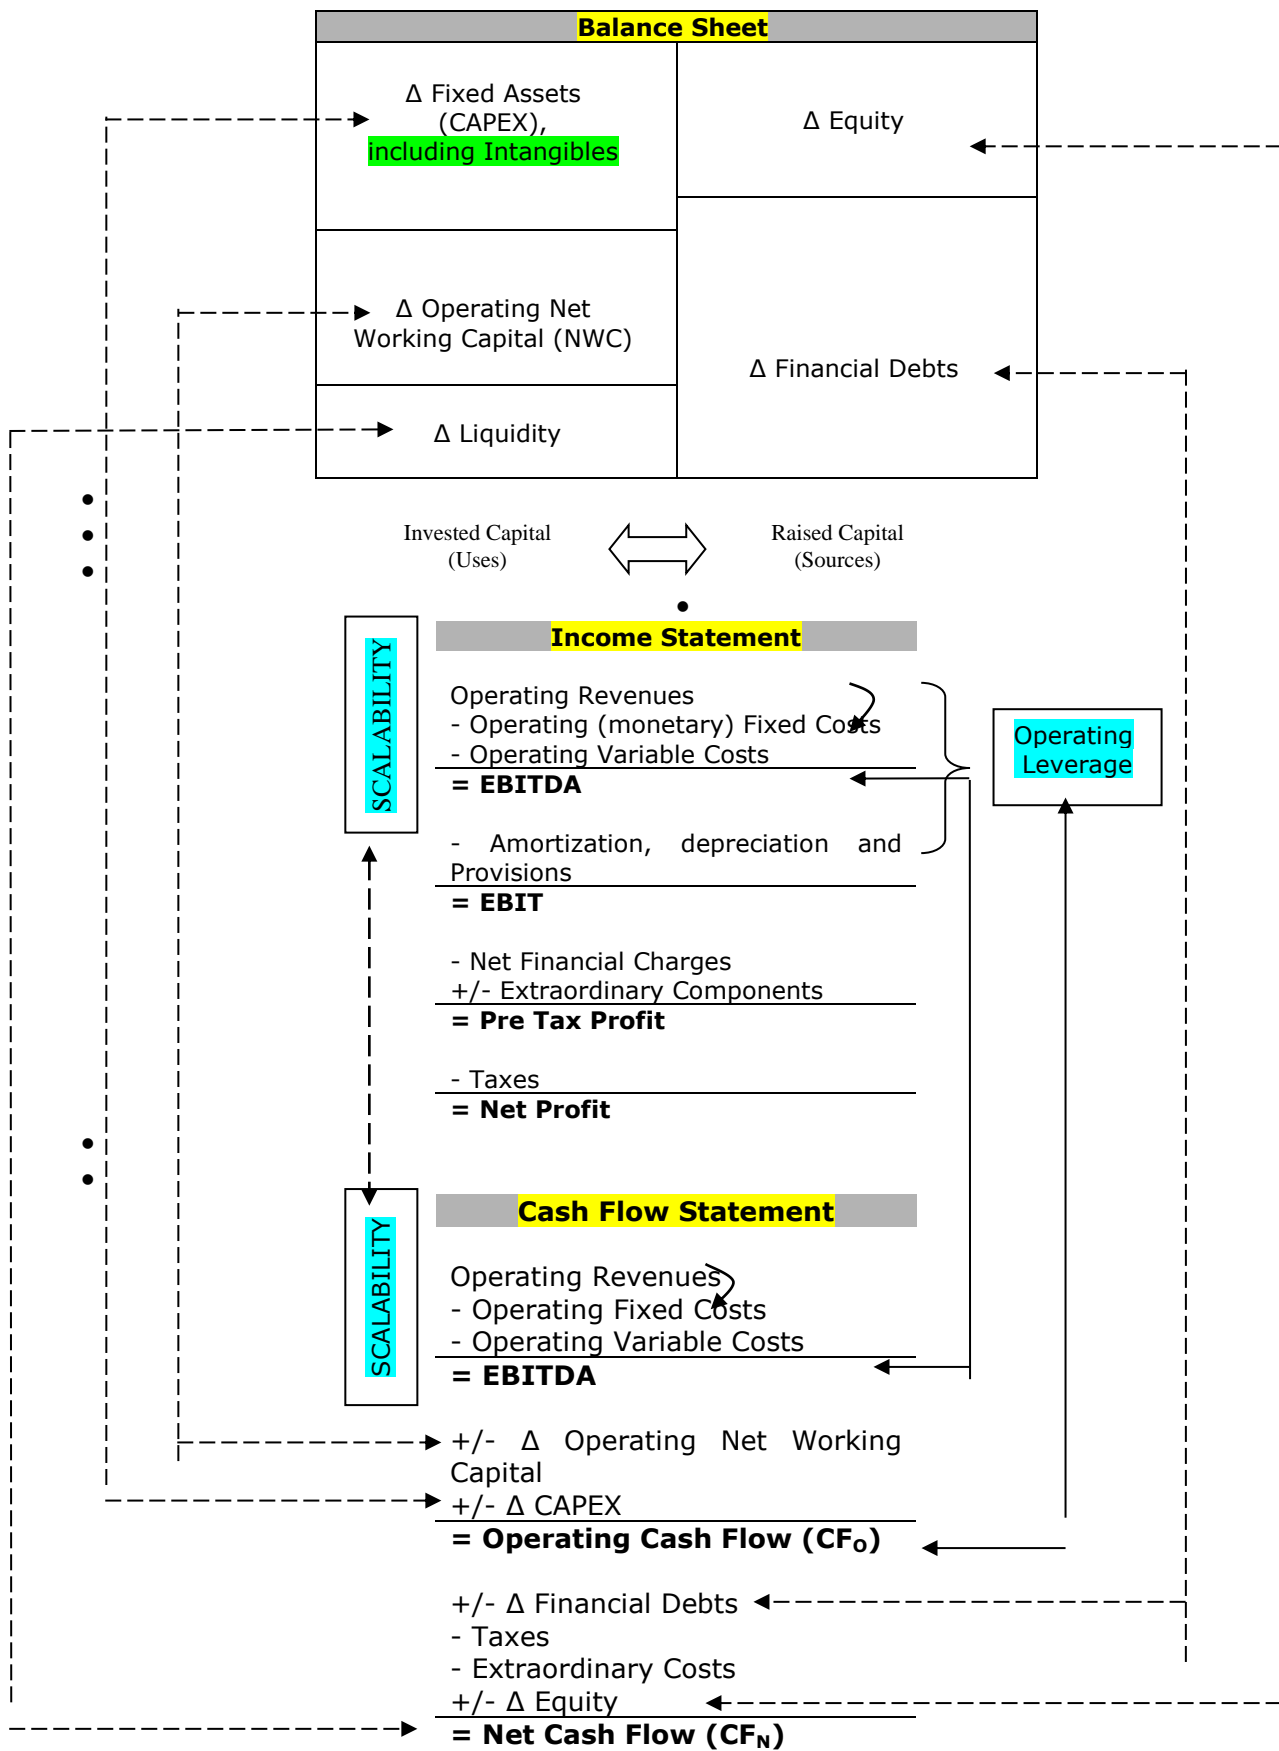 Balance Sheet
Δ Fixed Assets
(CAPEX),
including Intangibles
Δ Equity
Δ Operating Net
Working Capital (NWC)
Δ Financial Debts
Δ Liquidity
Invested Capital
(Uses)
Raised Capital
(Sources)
SCALABILITY
Income Statement
Operating Revenues
- Operating (monetary) Fixed Costs
- Operating Variable Costs
= EBITDA
Operating
Leverage
- Amortization, depreciation and
Provisions
= EBIT
- Net Financial Charges
+/- Extraordinary Components
= Pre Tax Profit
- Taxes
= Net Profit
SCALABILITY
Cash Flow Statement
Operating Revenues
- Operating Fixed Costs
- Operating Variable Costs
= EBITDA
+/- Δ Operating Net Working
Capital
+/- Δ CAPEX
= Operating Cash Flow (CFO)
+/- Δ Financial Debts
- Taxes
- Extraordinary Costs
+/- Δ Equity
= Net Cash Flow (CFN)